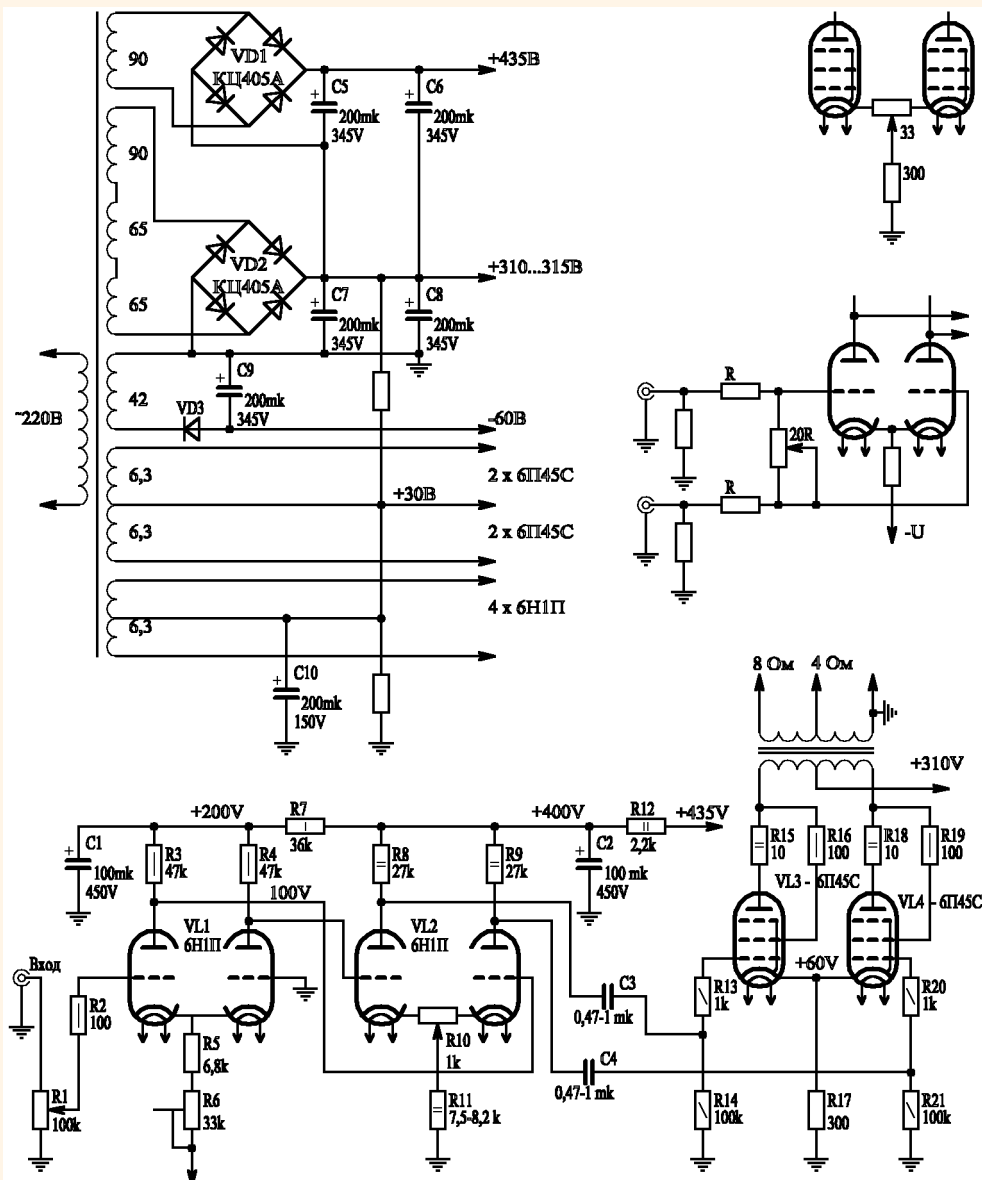 90
VD1
КЦ405А
+435В
C5
200mk
345V
C6
200mk
345V
33
300
90
65
65
VD2
КЦ405А
+310...315В
C7
200mk
345V
C8
200mk
345V
~220В
42
C9
200mk
345V
VD3
-60В
6,3
2 x 6П45С
+30В
6,3
2 x 6П45С
6,3
4 x 6Н1П
C10
200mk
150V
R
20R
R
-U
8 Ом
4 Ом
+310V
+200V
R7
36k
+400V
R12
2,2k
+435V
C1
100mk
450V
R3
47k
R4
47k
R8
27k
R9
27k
C2
100 mk
450V
R15
10
R16
100
R18
10
R19
100
100V
VL1
6Н1П
VL2
6Н1П
VL3 - 6П45С
VL4 - 6П45С
+60V
Вход
R2
100
R1
100k
R5
6,8k
R6
33k
R10
1k
R11
7,5-8,2 k
C3
0,47-1 mk
C4
0,47-1 mk
R13
1k
R20
1k
R14
100k
R17
300
R21
100k